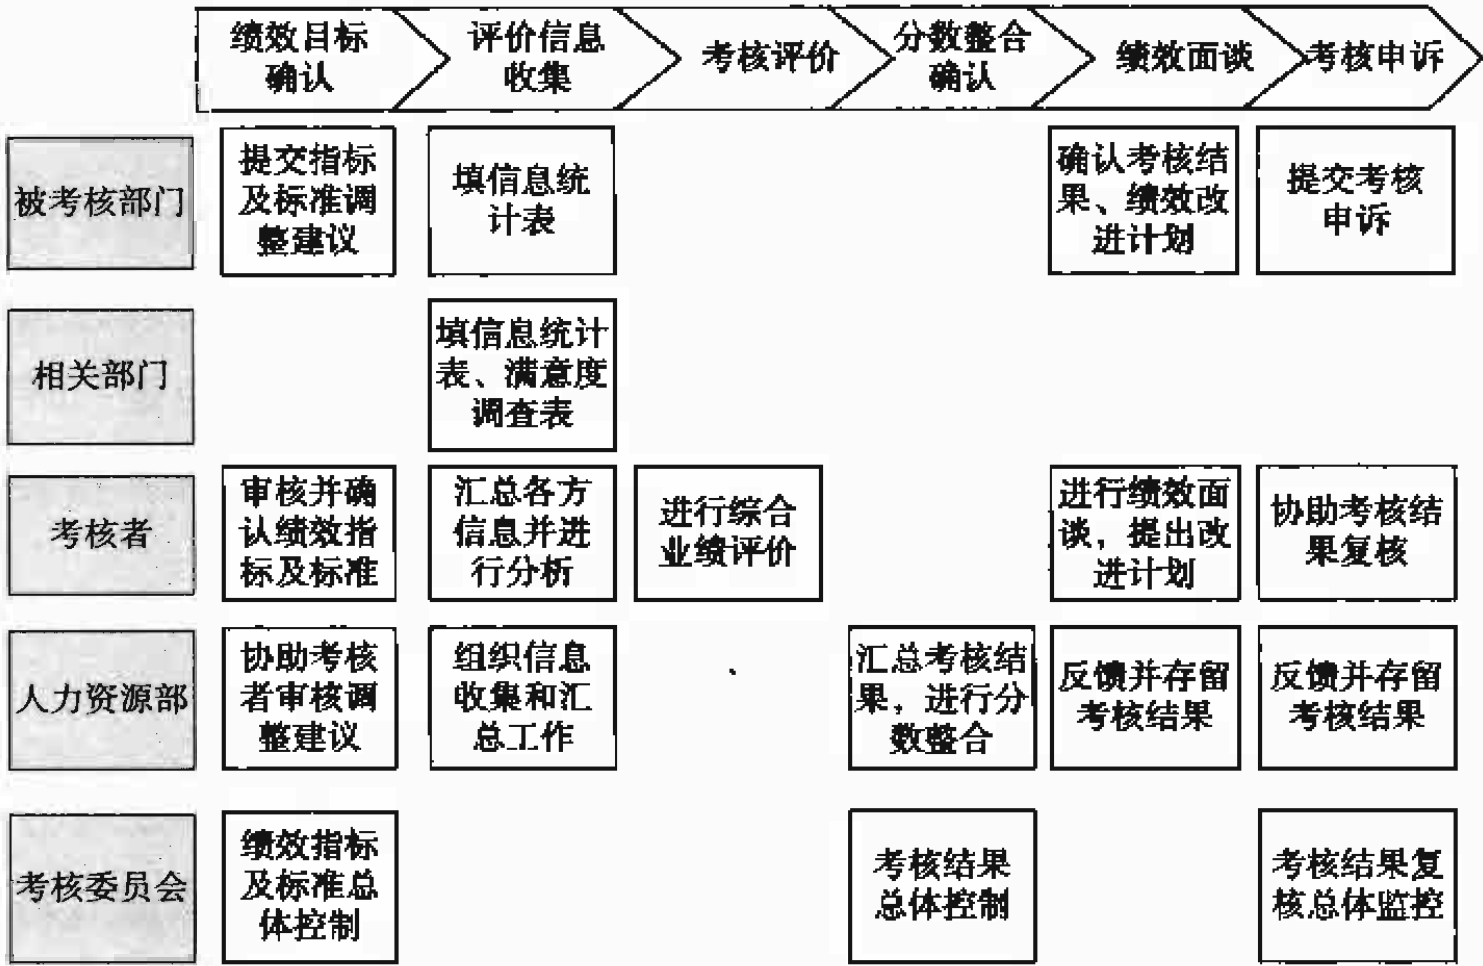 绩效目标
确认
评价信息
收集
考核评价
分数整合
确认
绩效面谈
考核申诉
被考核部门
提交指标
及标准调
整建议
填信息统
计表
确认考核结
果、绩效改
进计划
提交考核
申诉
相关部门
填信息统计
表、满意度
调查表
考核者
审核并确
认绩效指
标及标准
汇总各方
信息并进
行分析
进行综合
业绩评价
进行绩效面
谈，提出改
进计划
协助考核结
果复核
人力资源部
协助考核
者审核调
整建议
组织信息
收集和汇
总工作
汇总考核结
果，进行分
数整合
反馈并存留
考核结果
反馈并存留
考核结果
考核委员会
绩效指标
及标准总
体控制
考核结果
总体控制
考核结果复
核总体监控